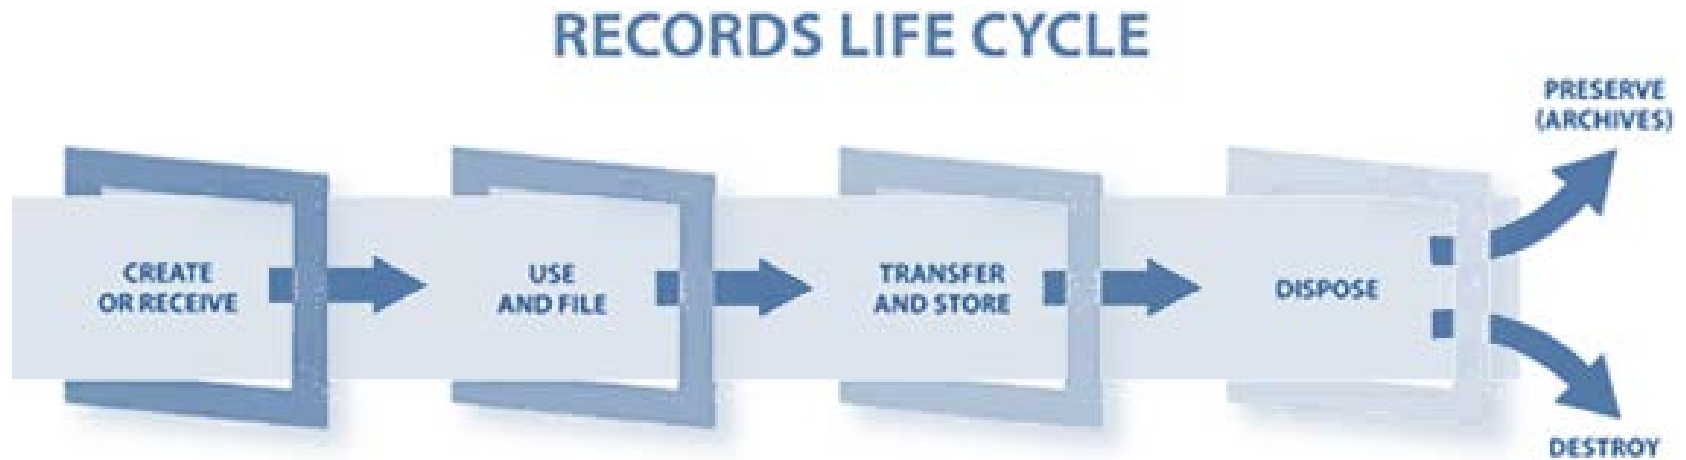 RECORDS LIFE CYCLE
PRESERVE
(ARCHIVES)
CREATE
OR RECEIVE
USE
AND FILE
TRANSFER
AND STORE
DISPOSE
DESTROY